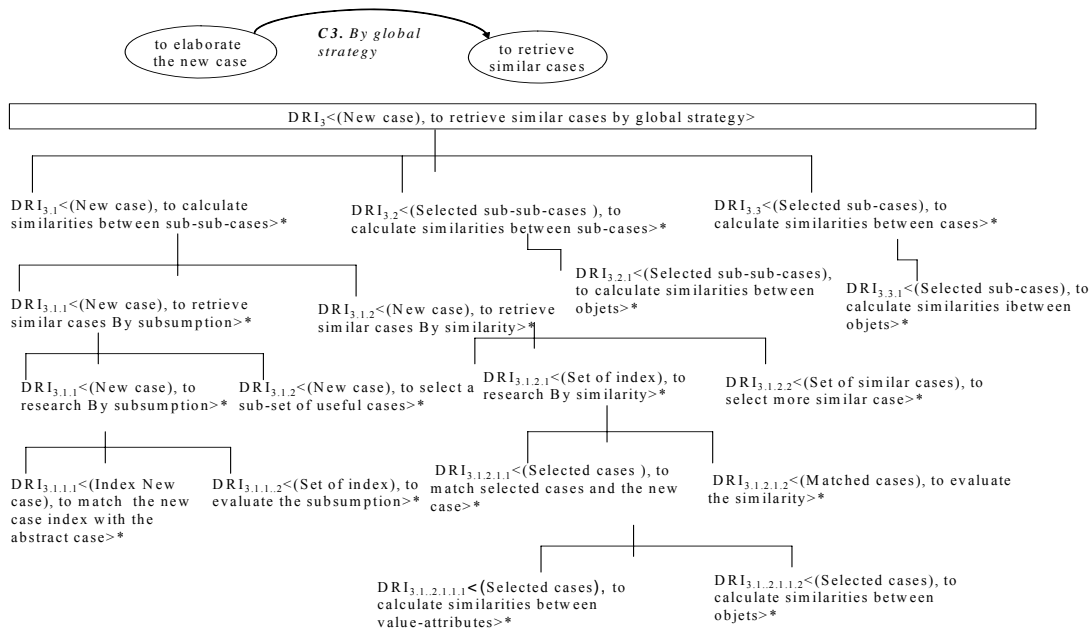 to elaborate
the new case
C3. By global
strategy
to retrieve
similar cases
DRI3<(New case), to retrieve similar cases by global strategy>
DRI3.1<(New case), to calculate
similarities between sub-sub-cases>*
DRI3.2<(Selected sub-sub-cases ), to
calculate similarities between sub-cases>*
DRI3.3<(Selected sub-cases), to
calculate similarities between cases>*
DRI3.1.1<(New case), to retrieve
similar cases By subsumption>*
DRI3.1.2<(New case), to retrieve
similar cases By similarity>*
DRI3.2.1<(Selected sub-sub-cases),
to calculate similarities between
objets>*
DRI3.3.1<(Selected sub-cases), to
calculate similarities ibetween
objets>*
DRI3.1.1<(New case), to
research By subsumption>*
DRI3.1.2<(New case), to select a
sub-set of useful cases>*
DRI3.1.2.1<(Set of index), to
research By similarity>*
DRI3.1.2.2<(Set of similar cases), to
select more similar case>*
DRI3.1.1.1<(Index New
case), to match the new
case index with the
abstract case>*
DRI3.1.1..2<(Set of index), to
evaluate the subsumption>*
DRI3.1.2.1.1<(Selected cases ), to
match selected cases and the new
case>*
DRI3.1.2.1.2<(Matched cases), to evaluate
the similarity>*
DRI3.1..2.1.1.1<(Selected cases), to
calculate similarities between
value-attributes>*
DRI3.1..2.1.1.2<(Selected cases), to
calculate similarities between
objets>*